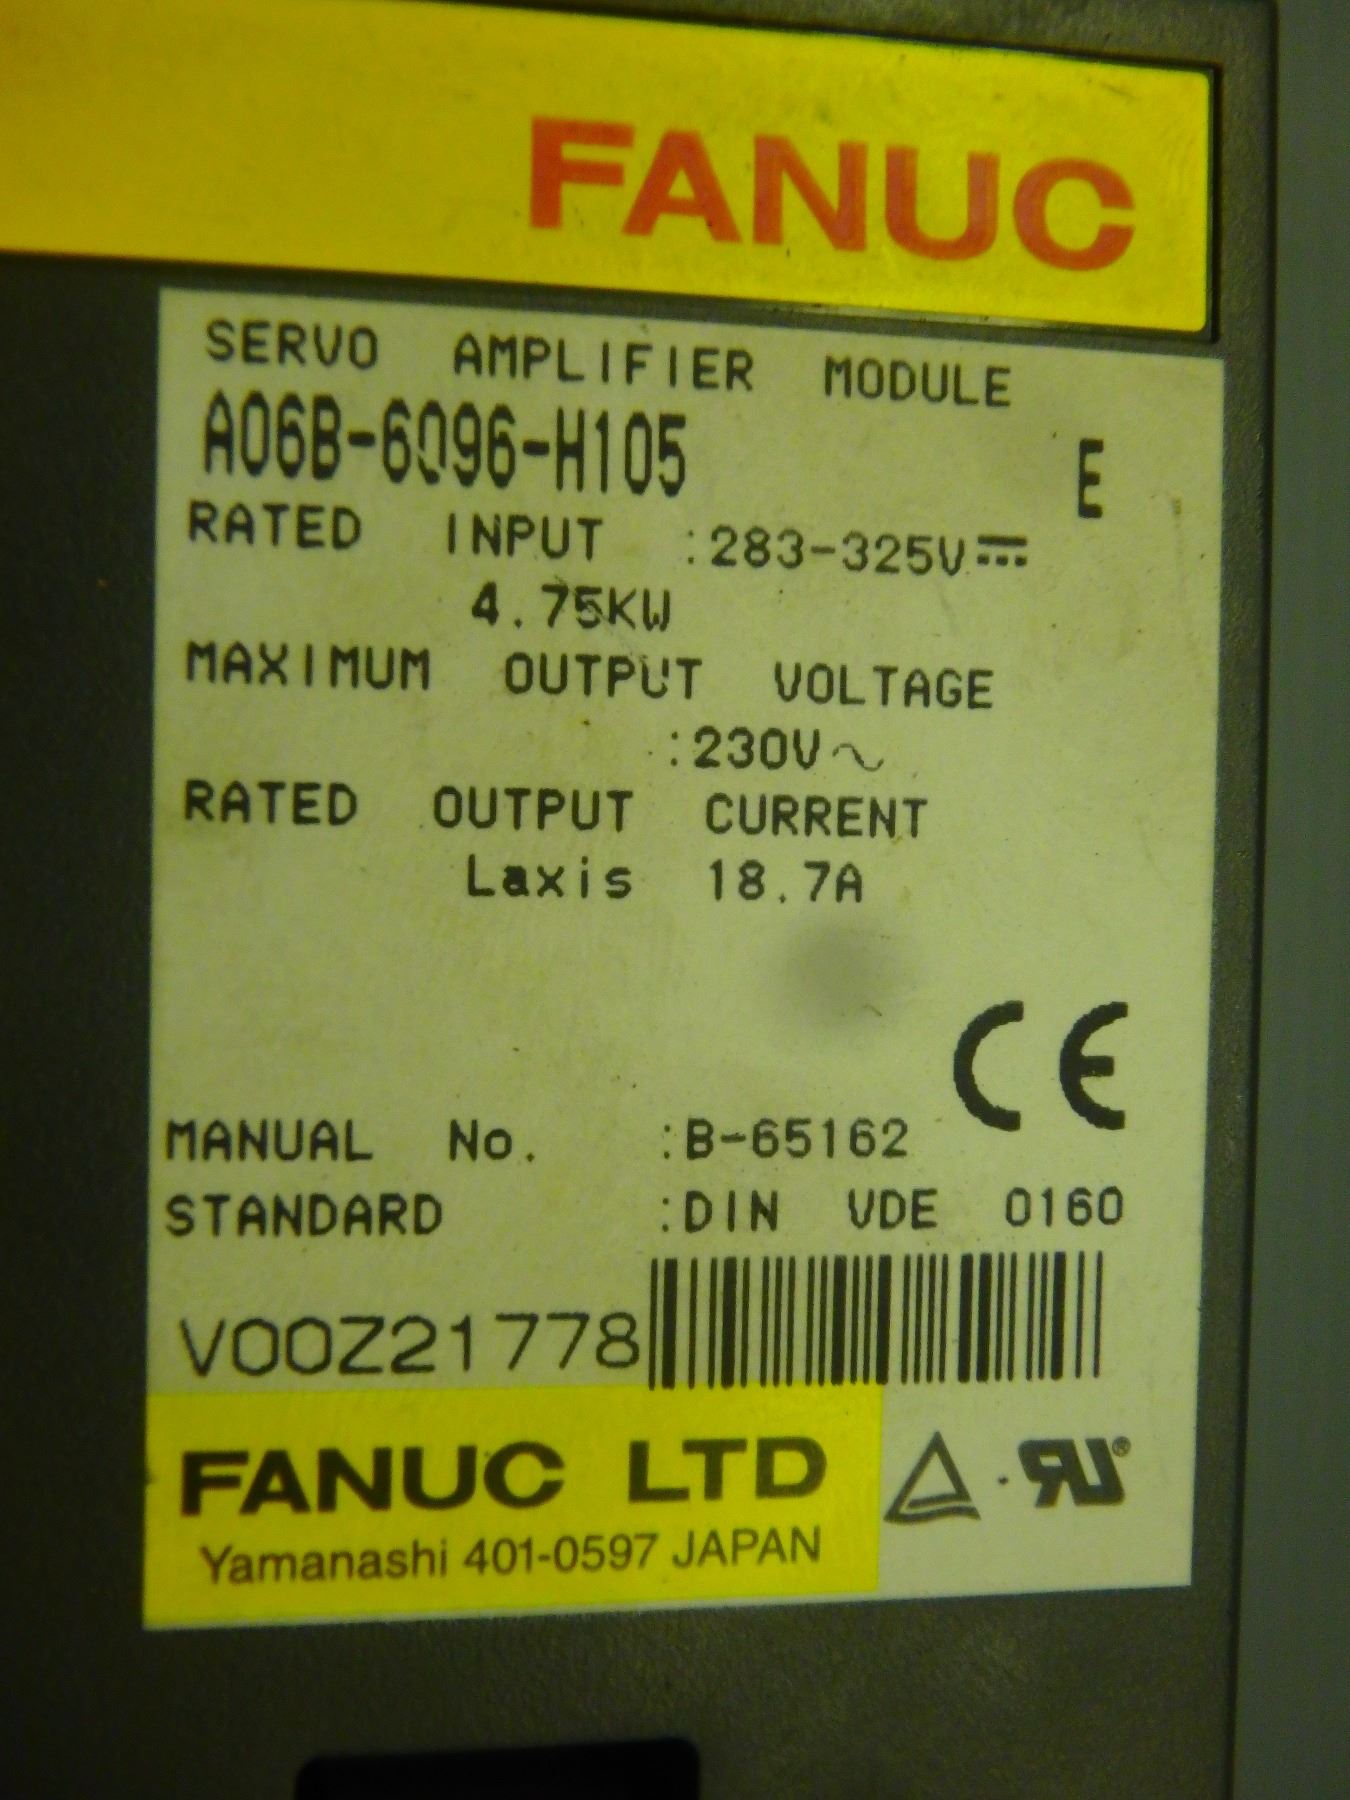 FANUC
SERVO AMPLIFIER MODULE
A06B-6096-H105 E
RATED INPUT :283-325V⎓
4.75KW
MAXIMUM OUTPUT VOLTAGE
:230V~
RATED OUTPUT CURRENT
Laxis 18.7A
CE
MANUAL No. :B-65162
STANDARD :DIN VDE 0160
V00Z21778
FANUC LTD
Yamanashi 401-0597 JAPAN